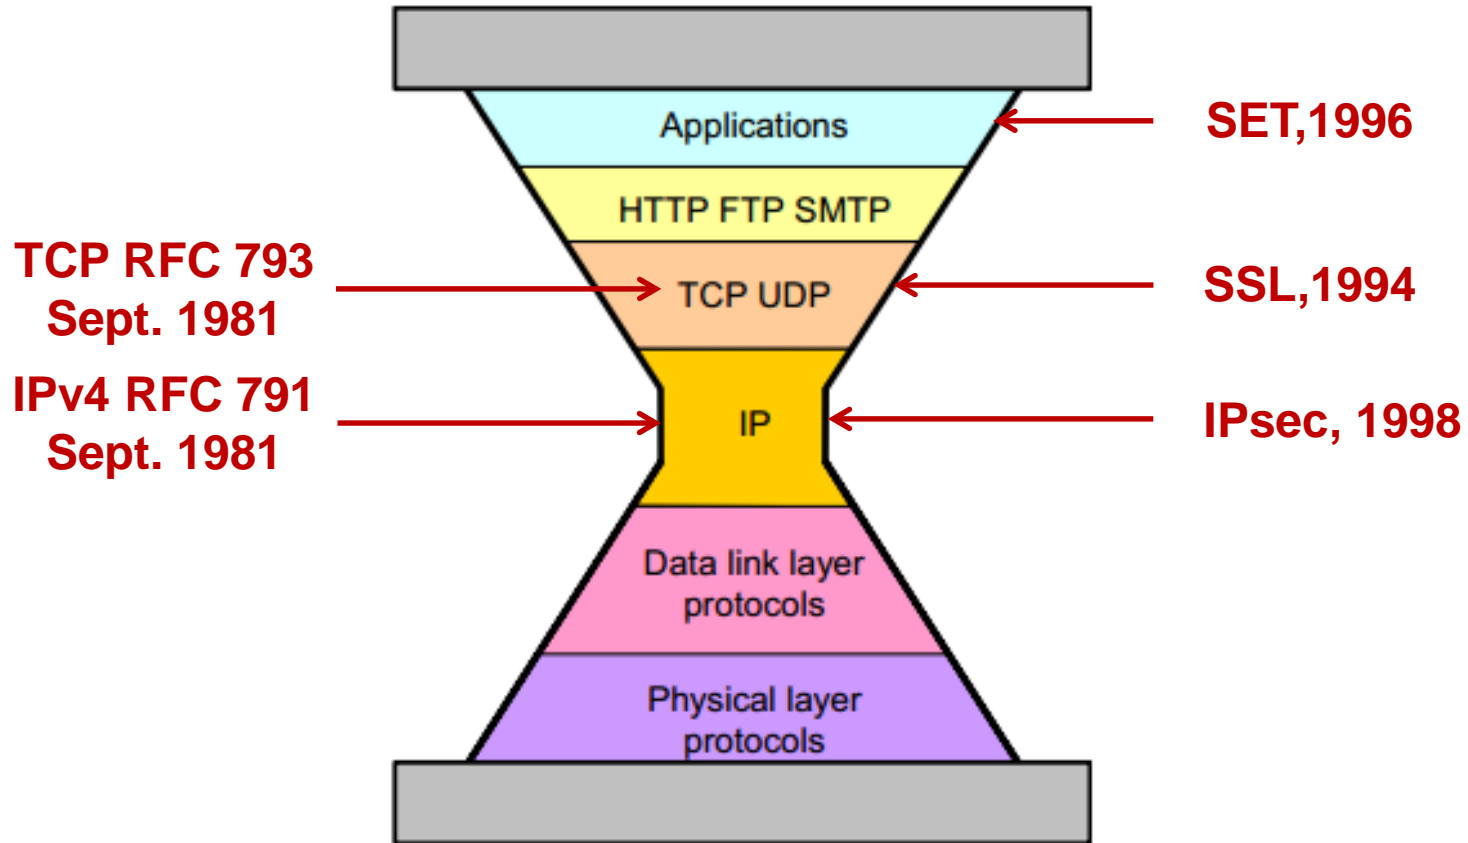 Applications
SET,1996
HTTP FTP SMTP
TCP RFC 793
Sept. 1981
TCP UDP
SSL,1994
IPv4 RFC 791
Sept. 1981
IP
IPsec, 1998
Data link layer
protocols
Physical layer
protocols